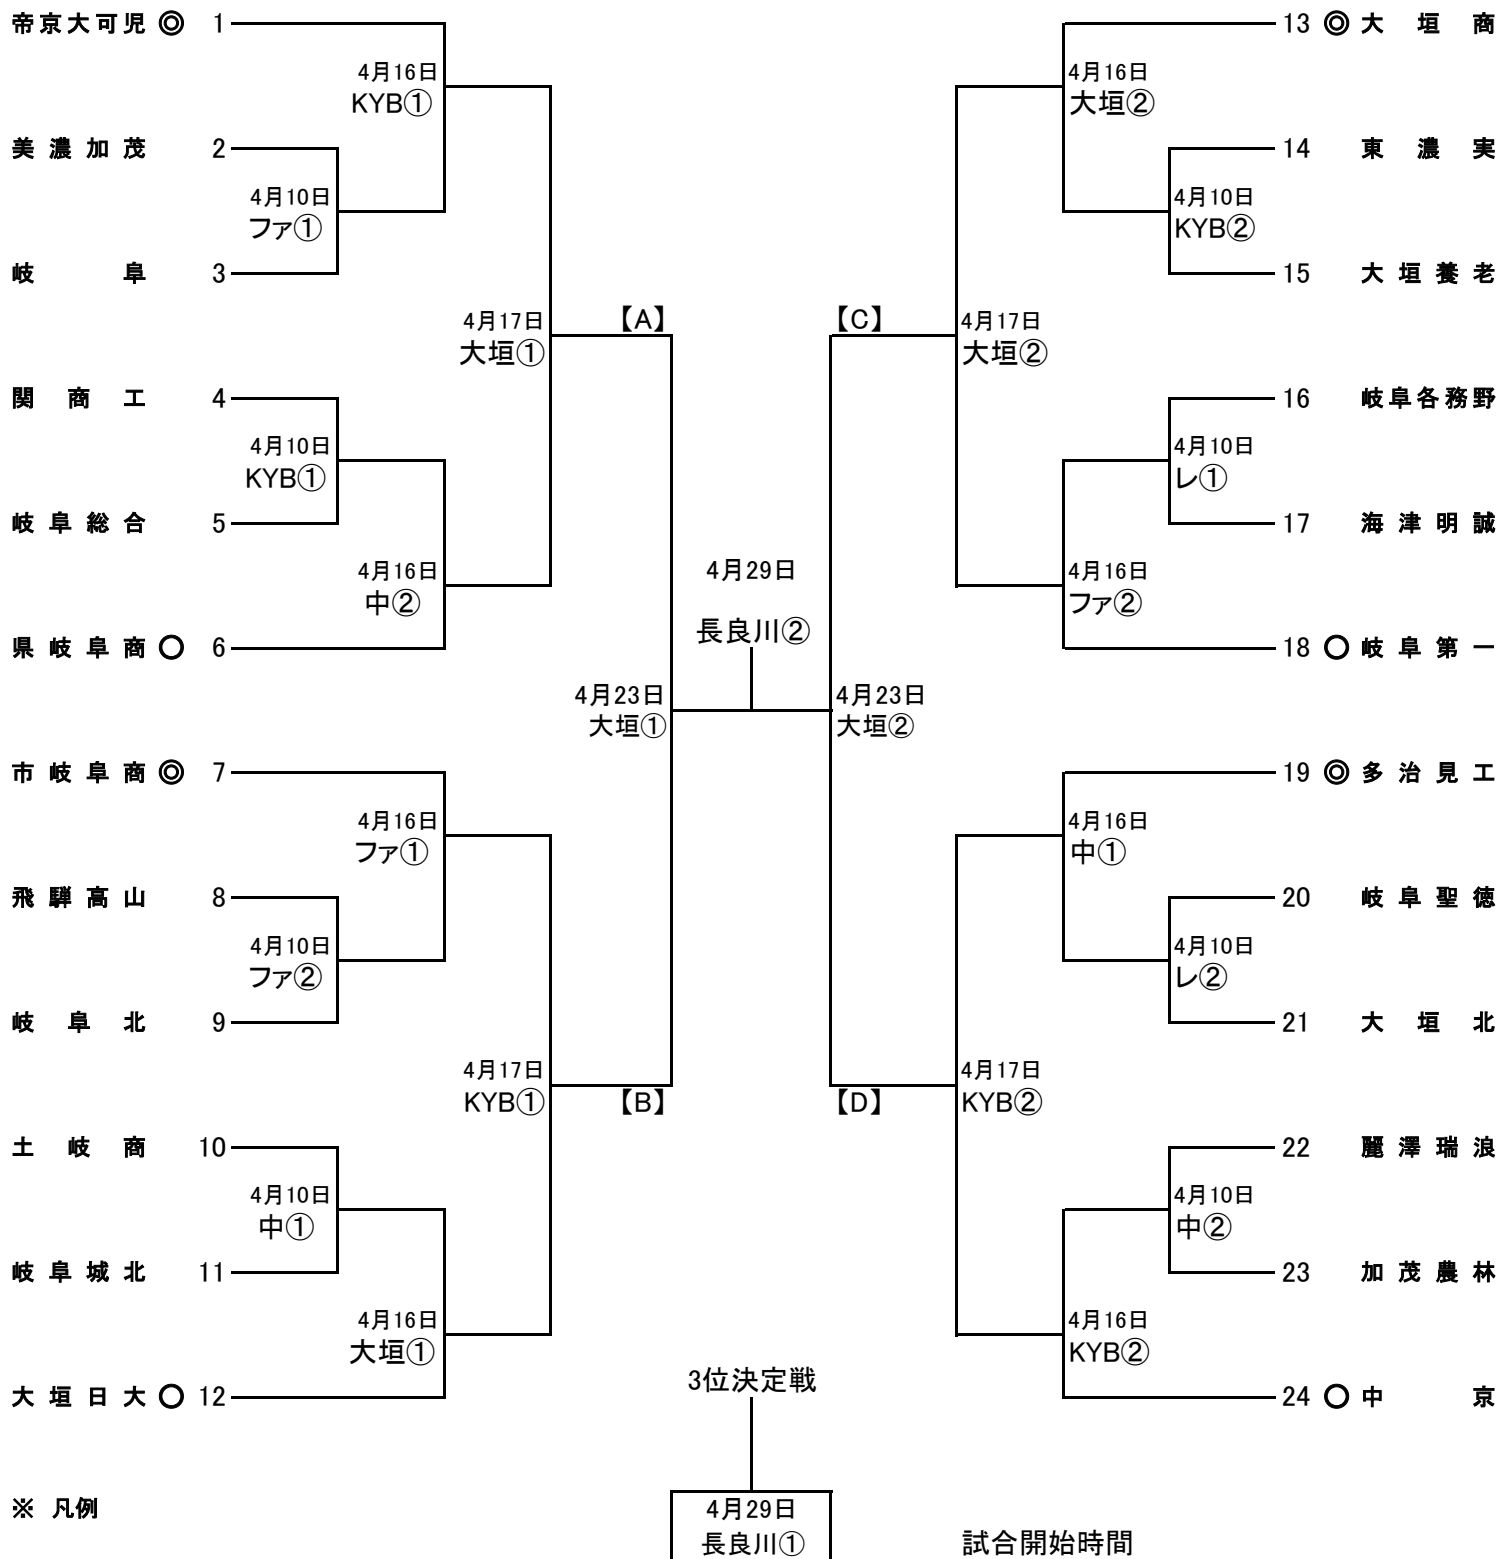 帝京大可児 ◎ 1
4月16日
KYB①
美濃加茂 2
4月10日
ファ①
岐阜 3
4月17日
大垣①
【A】
関商工 4
4月10日
KYB①
岐阜総合 5
4月16日
中②
県岐阜商 ○ 6
4月23日
大垣①
市岐阜商 ◎ 7
4月16日
ファ①
飛騨高山 8
4月10日
ファ②
岐阜北 9
4月17日
KYB①
【B】
土岐商 10
4月10日
中①
岐阜城北 11
4月16日
大垣①
大垣日大 ○ 12
4月29日
長良川②
13 ◎ 大垣商
4月16日
大垣②
14 東濃実
4月10日
KYB②
15 大垣養老
【C】
4月17日
大垣②
16 岐阜各務野
4月10日
レ①
17 海津明誠
4月16日
ファ②
18 ○ 岐阜第一
4月23日
大垣②
19 ◎ 多治見工
4月16日
中①
20 岐阜聖徳
4月10日
レ②
21 大垣北
【D】
4月17日
KYB②
22 麗澤瑞浪
4月10日
中②
23 加茂農林
4月16日
KYB②
24 ○ 中京
3位決定戦
4月29日
長良川①
※ 凡例
試合開始時間